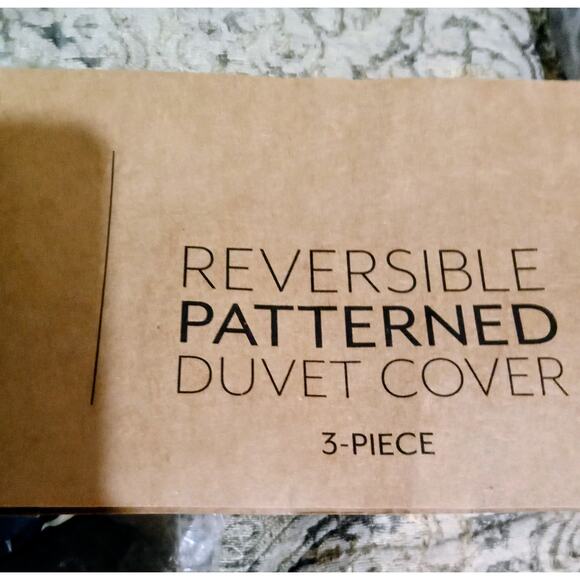 REVERSIBLE
PATTERNED
DUVET COVER
3-PIECE